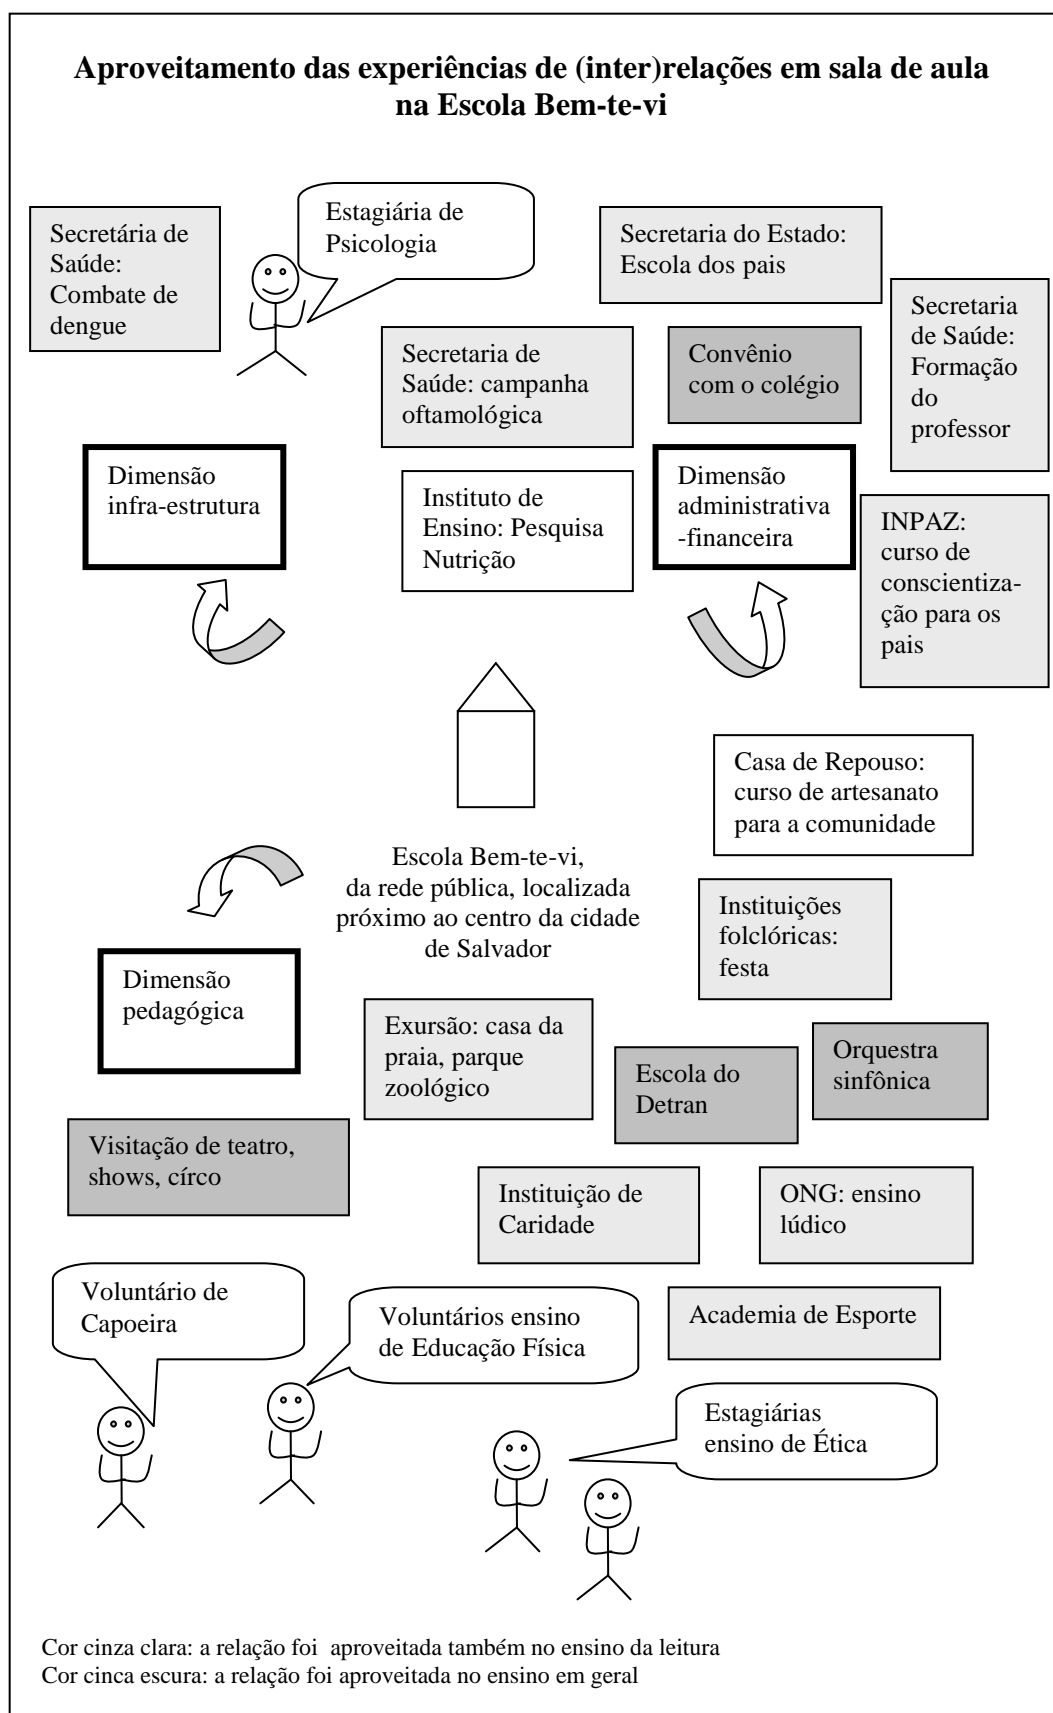 Aproveitamento das experiências de (inter)relações em sala de aula
na Escola Bem-te-vi
Secretária de
Saúde:
Combate de
dengue
Estagiária de
Psicologia
Secretaria do Estado:
Escola dos pais
Secretaria
de Saúde:
Formação
do
professor
Secretaria de
Saúde: campanha
oftamológica
Convênio
com o colégio
Dimensão
infra-estrutura
Instituto de
Ensino: Pesquisa
Nutrição
Dimensão
administrativa
-financeira
INPAZ:
curso de
conscientiza-
ção para os
pais
Casa de Repouso:
curso de artesanato
para a comunidade
Escola Bem-te-vi,
da rede pública, localizada
próximo ao centro da cidade
de Salvador
Instituições
folclóricas:
festa
Dimensão
pedagógica
Exursão: casa da
praia, parque
zoológico
Escola do
Detran
Orquestra
sinfônica
Visitação de teatro,
shows, círco
Instituição de
Caridade
ONG: ensino
lúdico
Voluntário de
Capoeira
Voluntários ensino
de Educação Física
Academia de Esporte
Estagiárias
ensino de Ética
Cor cinza clara: a relação foi  aproveitada também no ensino da leitura
Cor cinca escura: a relação foi aproveitada no ensino em geral